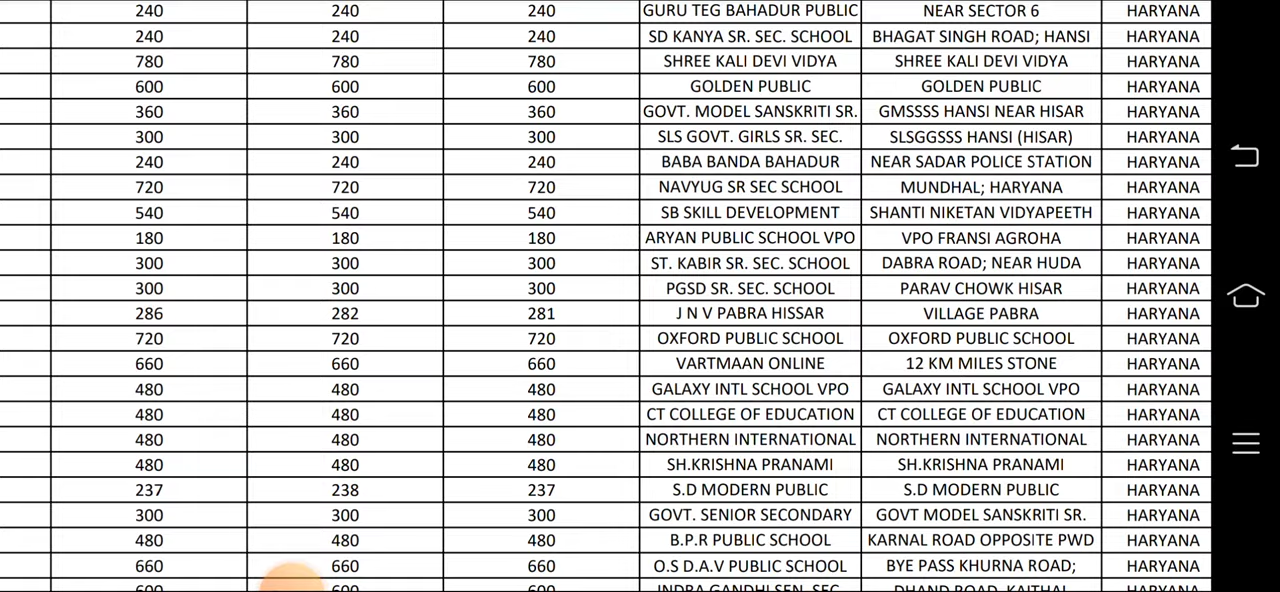 240 240 240 GURU TEG BAHADUR PUBLIC NEAR SECTOR 6 HARYANA
240 240 240 SD KANYA SR. SEC. SCHOOL BHAGAT SINGH ROAD; HANSI HARYANA
780 780 780 SHREE KALI DEVI VIDYA SHREE KALI DEVI VIDYA HARYANA
600 600 600 GOLDEN PUBLIC GOLDEN PUBLIC HARYANA
360 360 360 GOVT. MODEL SANSKRITI SR. GMSSSS HANSI NEAR HISAR HARYANA
300 300 300 SLS GOVT. GIRLS SR. SEC. SLSGGSSS HANSI (HISAR) HARYANA
240 240 240 BABA BANDA BAHADUR NEAR SADAR POLICE STATION HARYANA
720 720 720 NAVYUG SR SEC SCHOOL MUNDHAL; HARYANA HARYANA
540 540 540 SB SKILL DEVELOPMENT SHANTI NIKETAN VIDYAPEETH HARYANA
180 180 180 ARYAN PUBLIC SCHOOL VPO VPO FRANSI AGROHA HARYANA
300 300 300 ST. KABIR SR. SEC. SCHOOL DABRA ROAD; NEAR HUDA HARYANA
300 300 300 PGSD SR. SEC. SCHOOL PARAV CHOWK HISAR HARYANA
286 282 281 J N V PABRA HISSAR VILLAGE PABRA HARYANA
720 720 720 OXFORD PUBLIC SCHOOL OXFORD PUBLIC SCHOOL HARYANA
660 660 660 VARTMAAN ONLINE 12 KM MILES STONE HARYANA
480 480 480 GALAXY INTL SCHOOL VPO GALAXY INTL SCHOOL VPO HARYANA
480 480 480 CT COLLEGE OF EDUCATION CT COLLEGE OF EDUCATION HARYANA
480 480 480 NORTHERN INTERNATIONAL NORTHERN INTERNATIONAL HARYANA
480 480 480 SH.KRISHNA PRANAMI SH.KRISHNA PRANAMI HARYANA
237 238 237 S.D MODERN PUBLIC S.D MODERN PUBLIC HARYANA
300 300 300 GOVT. SENIOR SECONDARY GOVT MODEL SANSKRITI SR. HARYANA
480 480 480 B.P.R PUBLIC SCHOOL KARNAL ROAD OPPOSITE PWD HARYANA
660 660 660 O.S D.A.V PUBLIC SCHOOL BYE PASS KHURNA ROAD; HARYANA
600 600 600 INDRA GANDHI SEN. SEC. DHAND ROAD, KAITHAL HARYANA